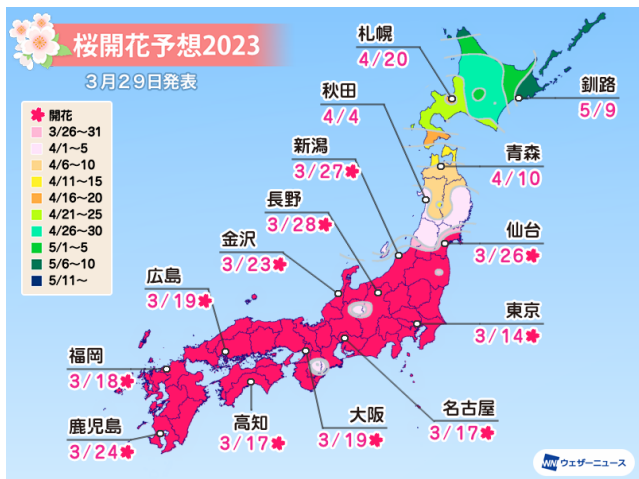 桜開花予想2023
3月29日発表
開花
3/26～31
4/1～5
4/6～10
4/11～15
4/16～20
4/21～25
4/26～30
5/1～5
5/6～10
5/11～
札幌
4/20
釧路
5/9
秋田
4/4
青森
4/10
新潟
3/27
長野
3/28
仙台
3/26
金沢
3/23
広島
3/19
東京
3/14
福岡
3/18
鹿児島
3/24
高知
3/17
大阪
3/19
名古屋
3/17
WNI ウェザーニュース